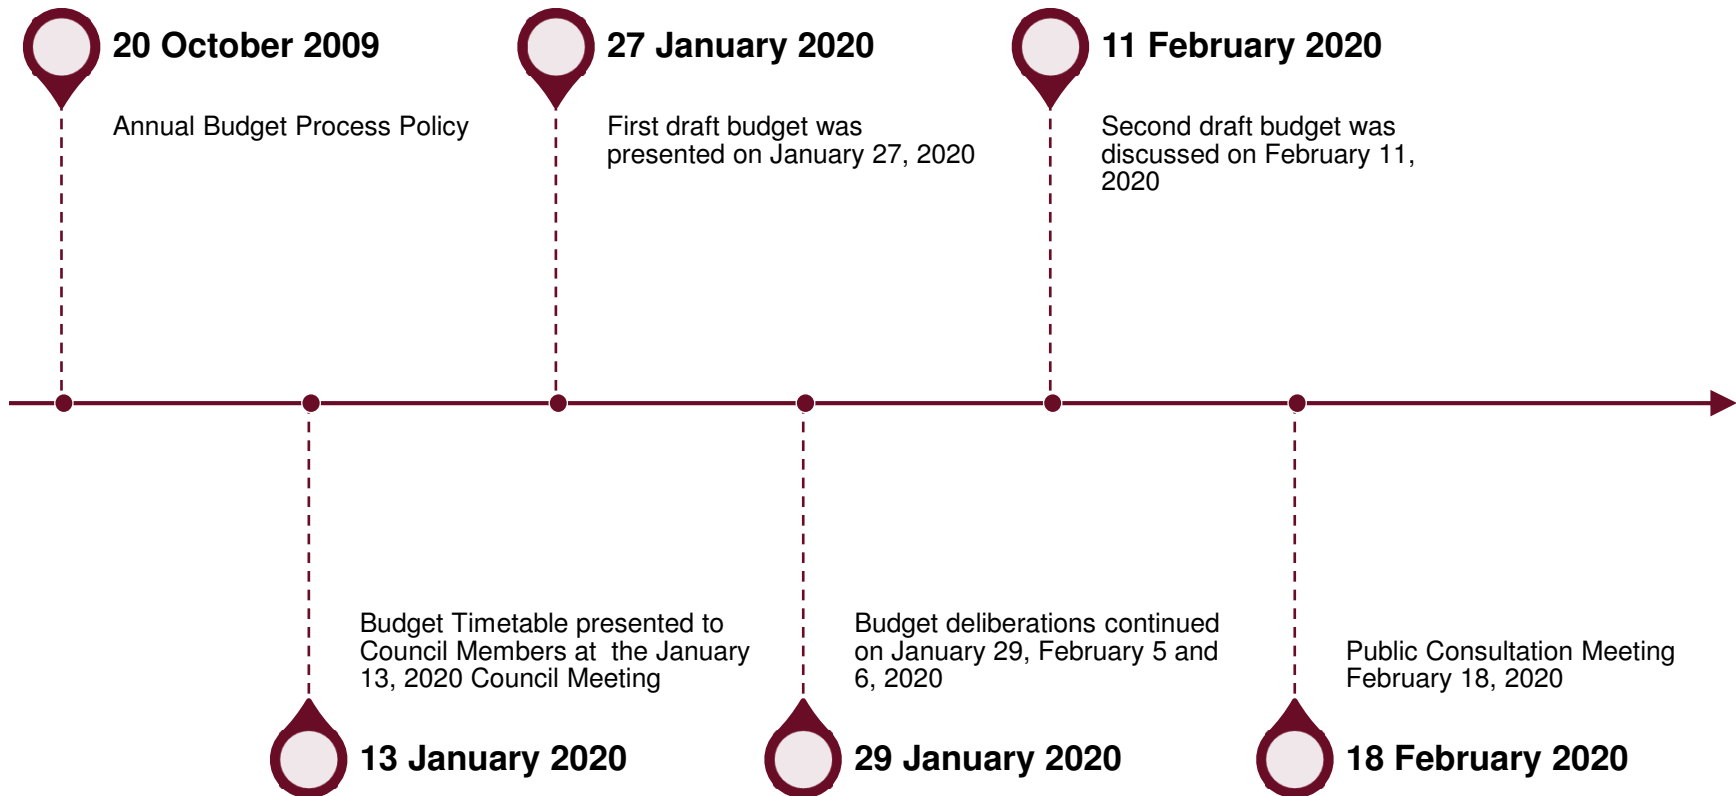 20 October 2009
Annual Budget Process Policy
27 January 2020
First draft budget was
presented on January 27, 2020
11 February 2020
Second draft budget was
discussed on February 11,
2020
Budget Timetable presented to
Council Members at  the January
13, 2020 Council Meeting
13 January 2020
Budget deliberations continued
on January 29, February 5 and
6, 2020
29 January 2020
Public Consultation Meeting
February 18, 2020
18 February 2020